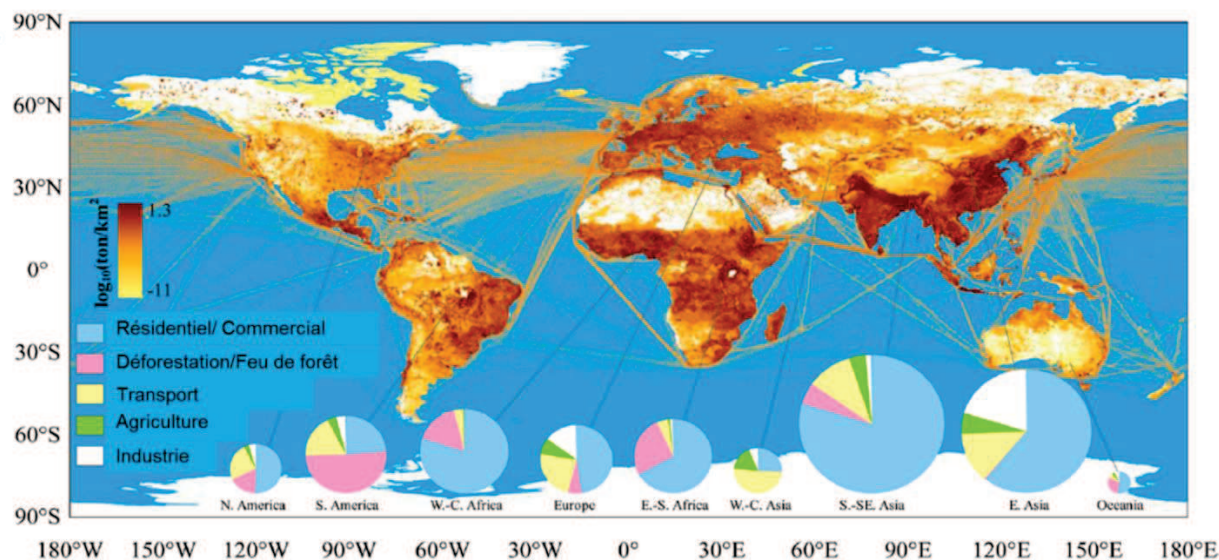 90°N
60°N
30°N
0°
30°S
60°S
90°S
1.3
log₁₀(ton/km²)
-11
Résidentiel/ Commercial
Déforestation/Feu de forêt
Transport
Agriculture
Industrie
N. America S. America W.-C. Africa Europe E.-S. Africa W.-C. Asia S.-SE. Asia E. Asia Oceania
180°W 150°W 120°W 90°W 60°W 30°W 0° 30°E 60°E 90°E 120°E 150°E 180°E